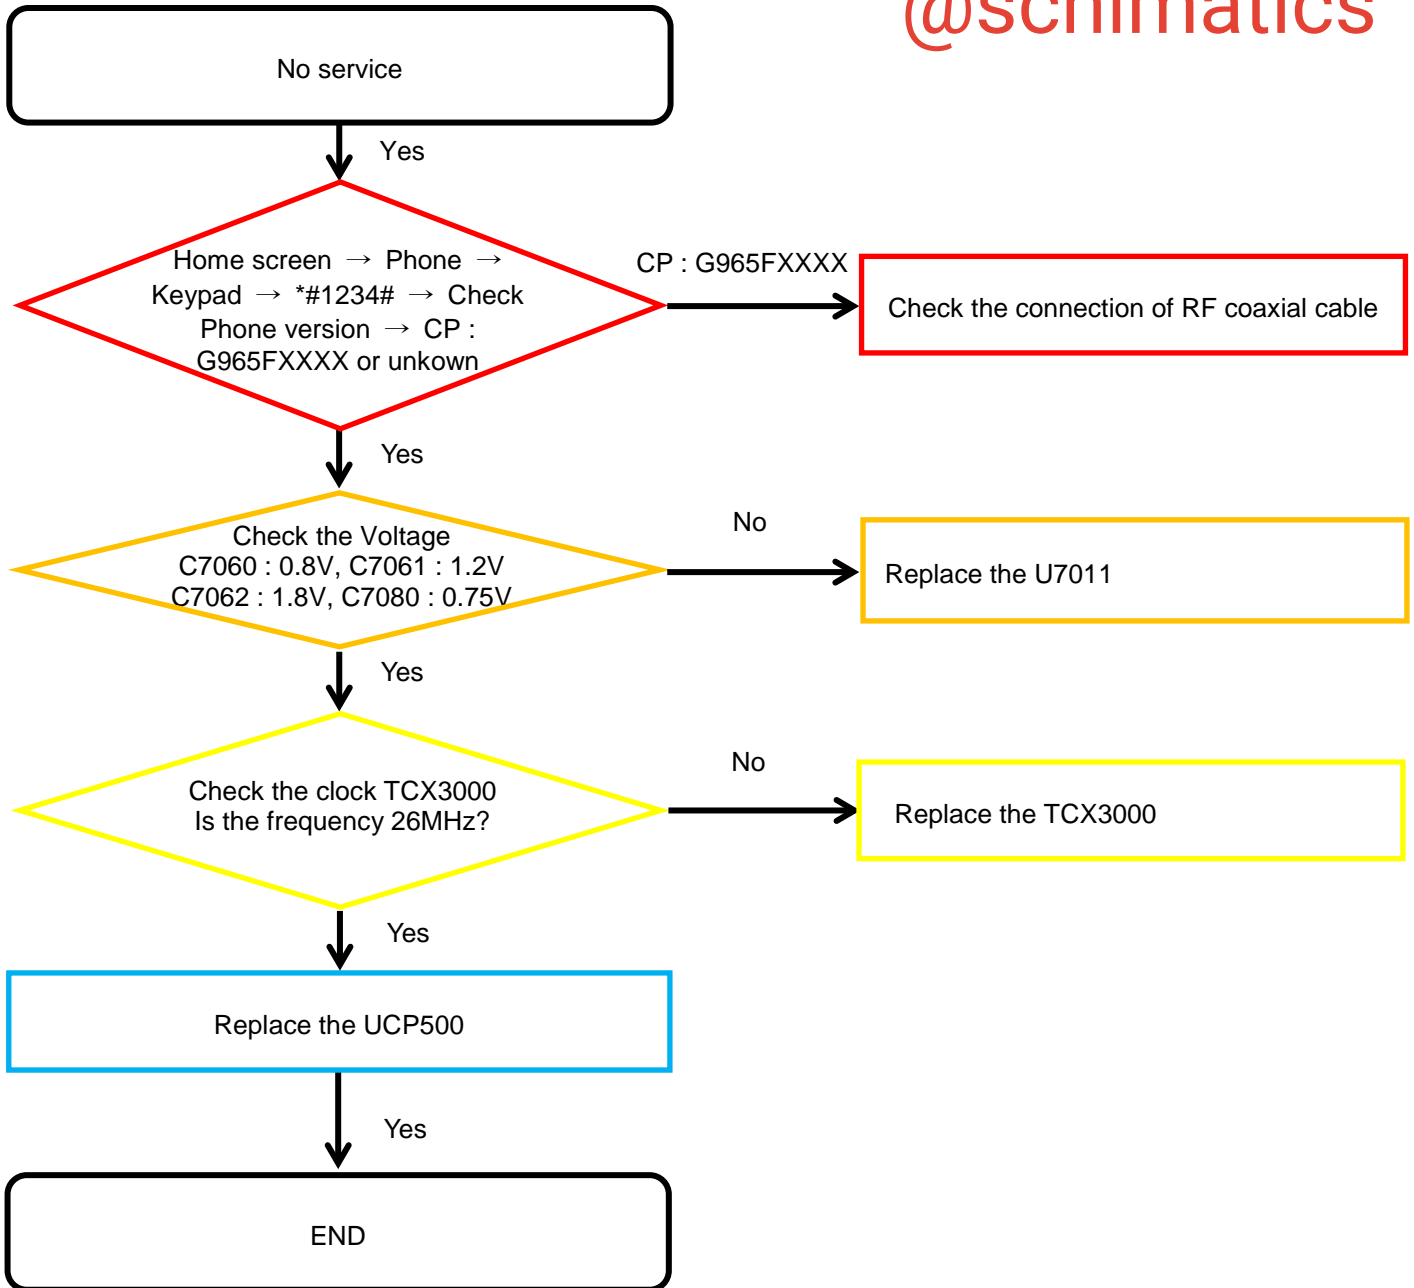 @schimatics
No service
Yes
Home screen → Phone →
Keypad → *#1234# → Check
Phone version → CP :
G965FXXXX or unkown
CP : G965FXXXX
Check the connection of RF coaxial cable
Yes
Check the Voltage
C7060 : 0.8V, C7061 : 1.2V
C7062 : 1.8V, C7080 : 0.75V
No
Replace the U7011
Yes
Check the clock TCX3000
Is the frequency 26MHz?
No
Replace the TCX3000
Yes
Replace the UCP500
Yes
END